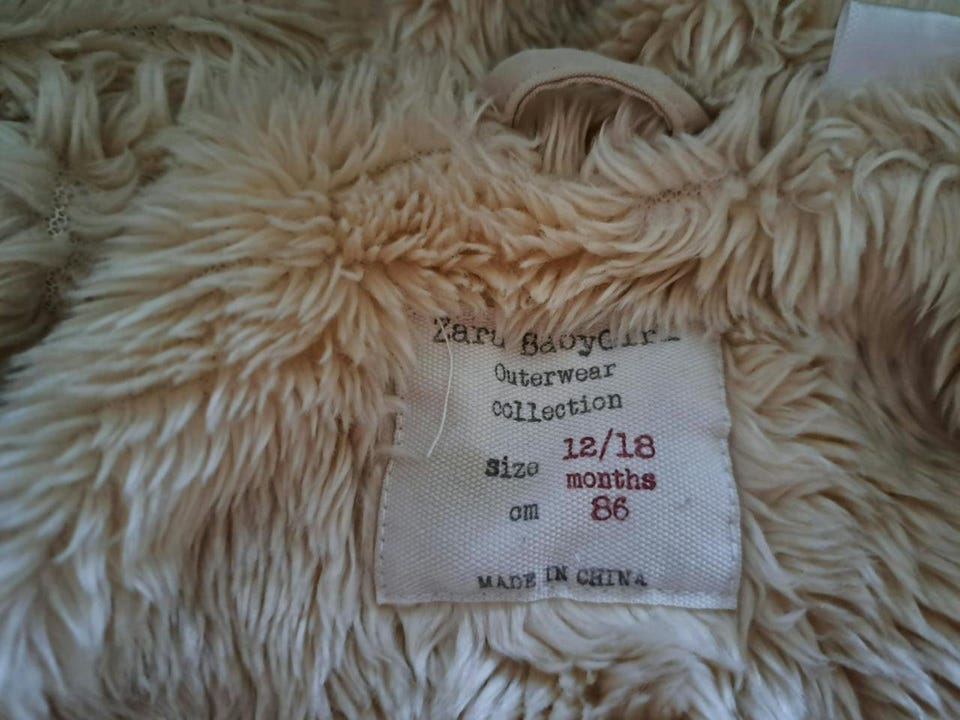 Zara BabyGirl
Outerwear
collection
Size 12/18
months
cm 86
MADE IN CHINA